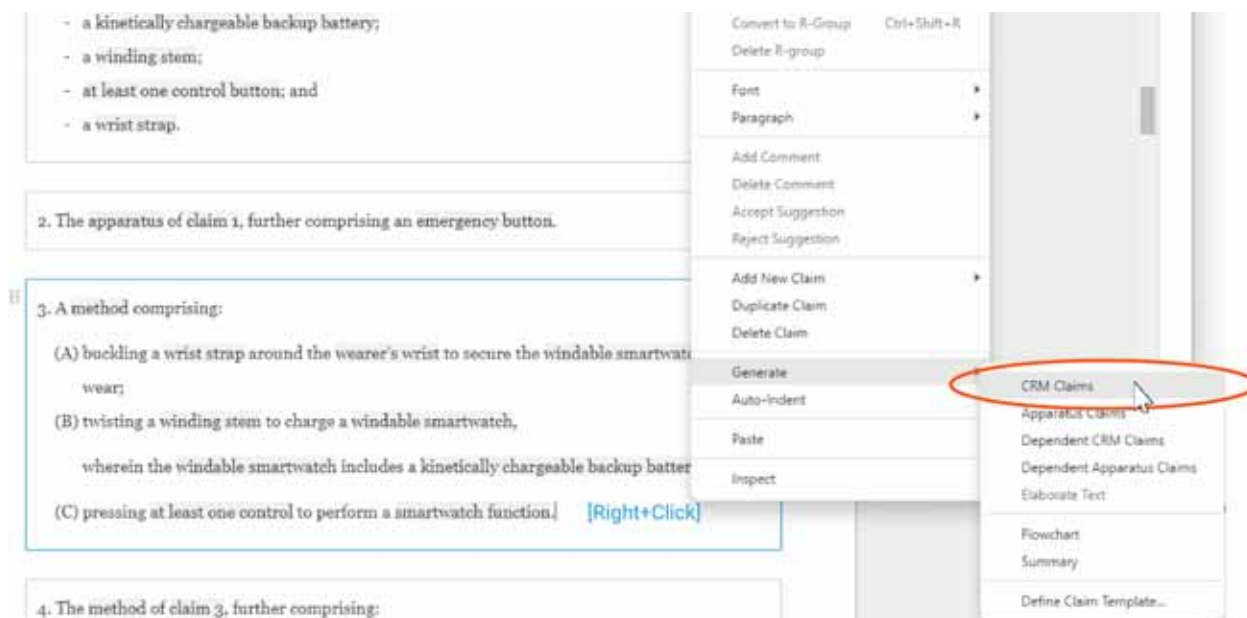 - a kinetically chargeable backup battery;
- a winding stem;
- at least one control button; and
- a wrist strap.
2. The apparatus of claim 1, further comprising an emergency button.
3. A method comprising:
(A) buckling a wrist strap around the wearer's wrist to secure the windable smartwatc
wear;
(B) twisting a winding stem to charge a windable smartwatch,
wherein the windable smartwatch includes a kinetically chargeable backup batter
(C) pressing at least one control to perform a smartwatch function.
[Right+Click]
4. The method of claim 3, further comprising:
Convert to R-Group Ctrl+Shift+R
Delete R-group
Font
Paragraph
Add Comment
Delete Comment
Accept Suggestion
Reject Suggestion
Add New Claim
Duplicate Claim
Delete Claim
Generate
Auto-Indent
Paste
Inspect
CRM Claims
Apparatus Claims
Dependent CRM Claims
Dependent Apparatus Claims
Elaborate Text
Flowchart
Summary
Define Claim Template...